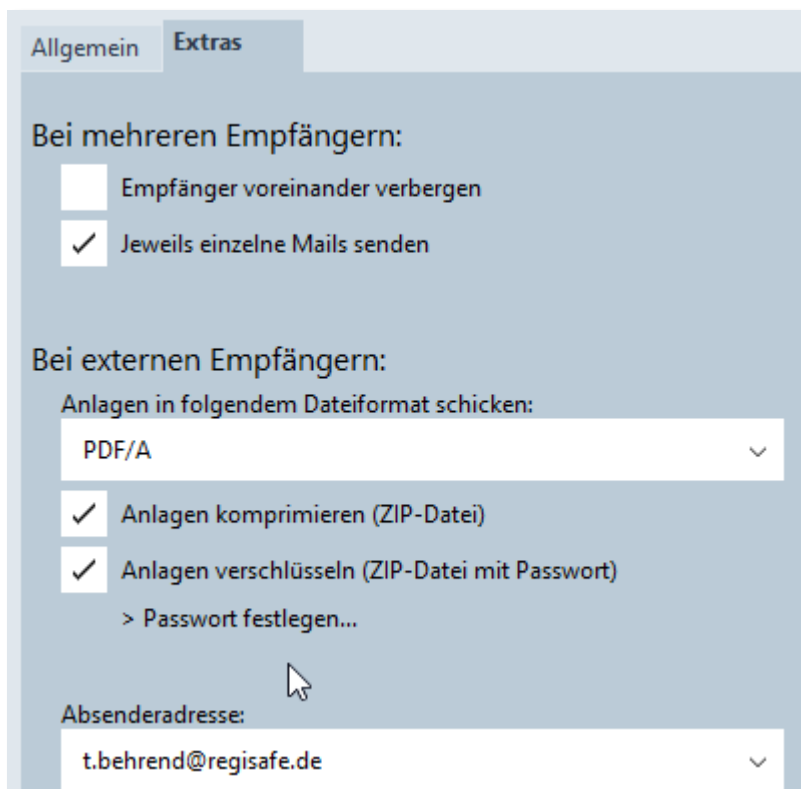 Allgemein Extras
Bei mehreren Empfängern:
Empfänger voreinander verbergen
Jeweils einzelne Mails senden
Bei externen Empfängern:
Anlagen in folgendem Dateiformat schicken:
PDF/A
Anlagen komprimieren (ZIP-Datei)
Anlagen verschlüsseln (ZIP-Datei mit Passwort)
> Passwort festlegen...
Absenderadresse:
t.behrend@regisafe.de